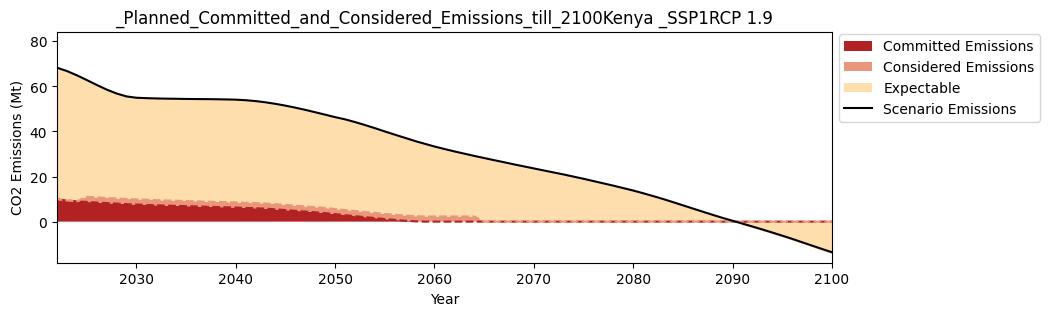 _Planned_Committed_and_Considered_Emissions_till_2100Kenya _SSP1RCP 1.9
CO2 Emissions (Mt)
80
60
40
20
0
2030 2040 2050 2060 2070 2080 2090 2100
Year
Committed Emissions
Considered Emissions
Expectable
Scenario Emissions